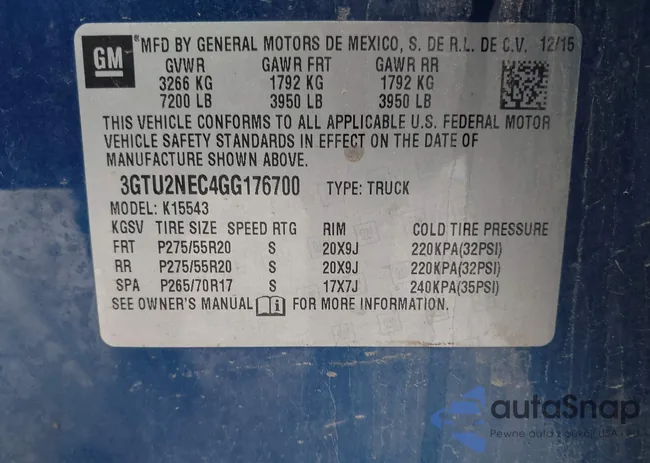 GM
® MFD BY GENERAL MOTORS DE MEXICO, S. DE R.L. DE C.V. 12/15
GVWR GAWR FRT GAWR RR
3266 KG 1792 KG 1792 KG
7200 LB 3950 LB 3950 LB
THIS VEHICLE CONFORMS TO ALL APPLICABLE U.S. FEDERAL MOTOR
VEHICLE SAFETY STANDARDS IN EFFECT ON THE DATE OF
MANUFACTURE SHOWN ABOVE.
3GTU2NEC4GG176700 TYPE: TRUCK
MODEL: K15543
KGSV TIRE SIZE SPEED RTG RIM COLD TIRE PRESSURE
FRT P275/55R20 S 20X9J 220KPA(32PSI)
RR P275/55R20 S 20X9J 220KPA(32PSI)
SPA P265/70R17 S 17X7J 240KPA(35PSI)
SEE OWNER'S MANUAL FOR MORE INFORMATION.
autaSnap
Pewne auta z